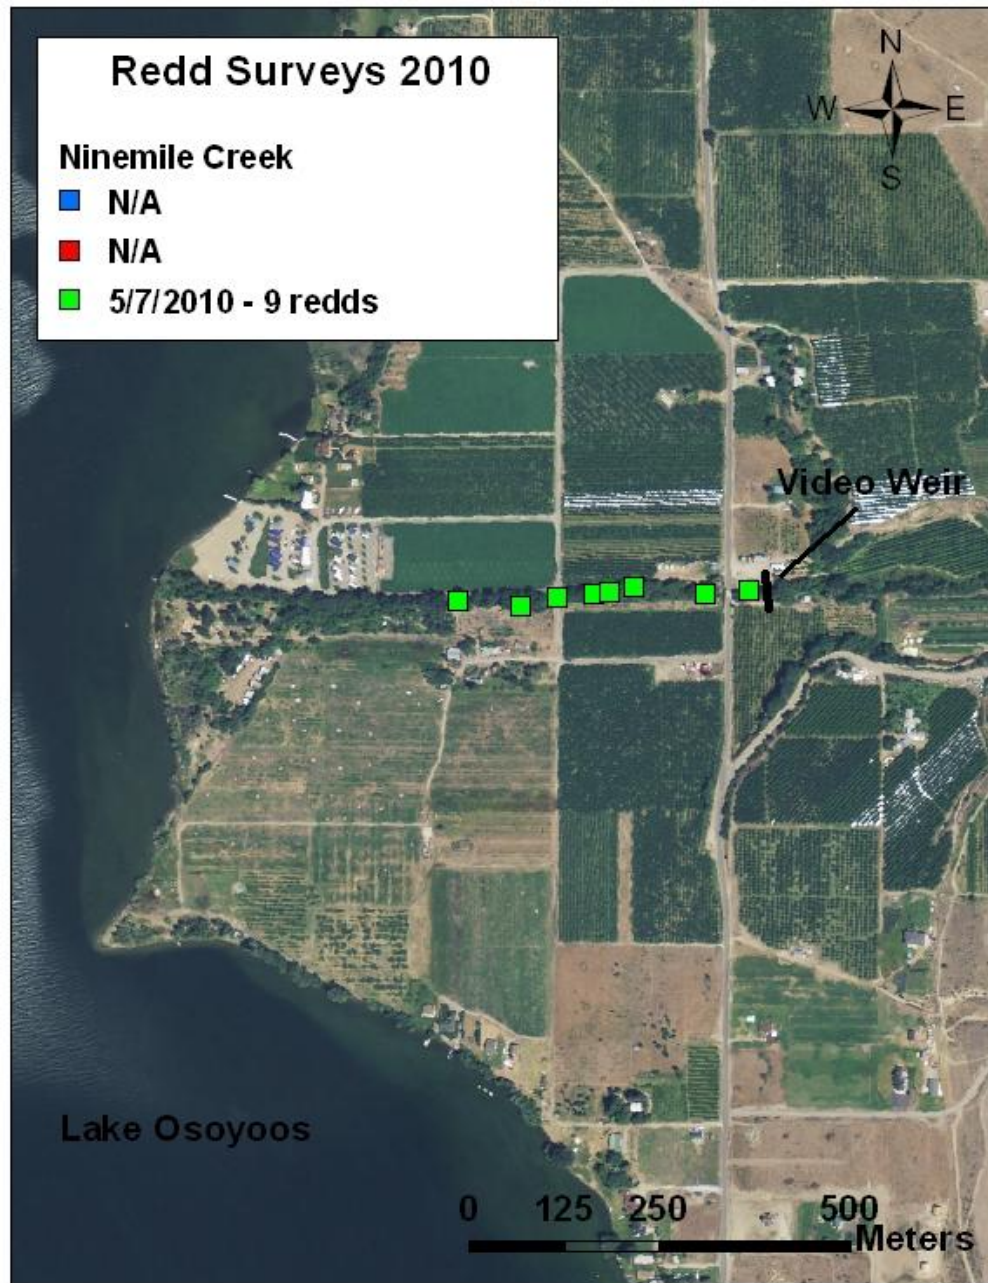 Redd Surveys 2010
N
W E
S
Ninemile Creek
N/A
N/A
5/7/2010 - 9 redds
Video Weir
Lake Osoyoos
0 125 250 500
Meters